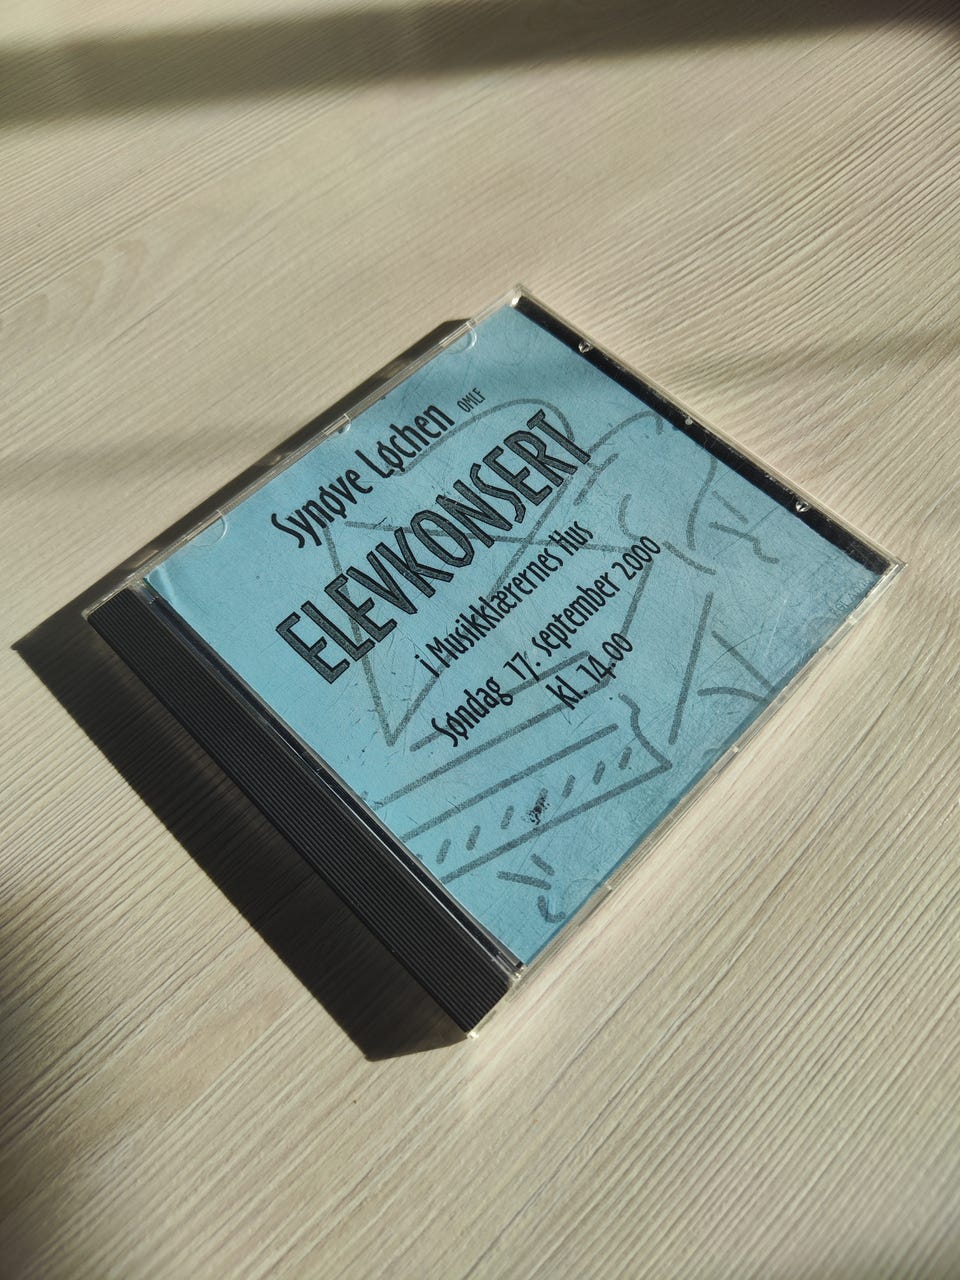 Synøve Løchen OMLF
ELEVKONSERT
i Musikklærernes Hus
Søndag 17. september 2000
kl. 14.00